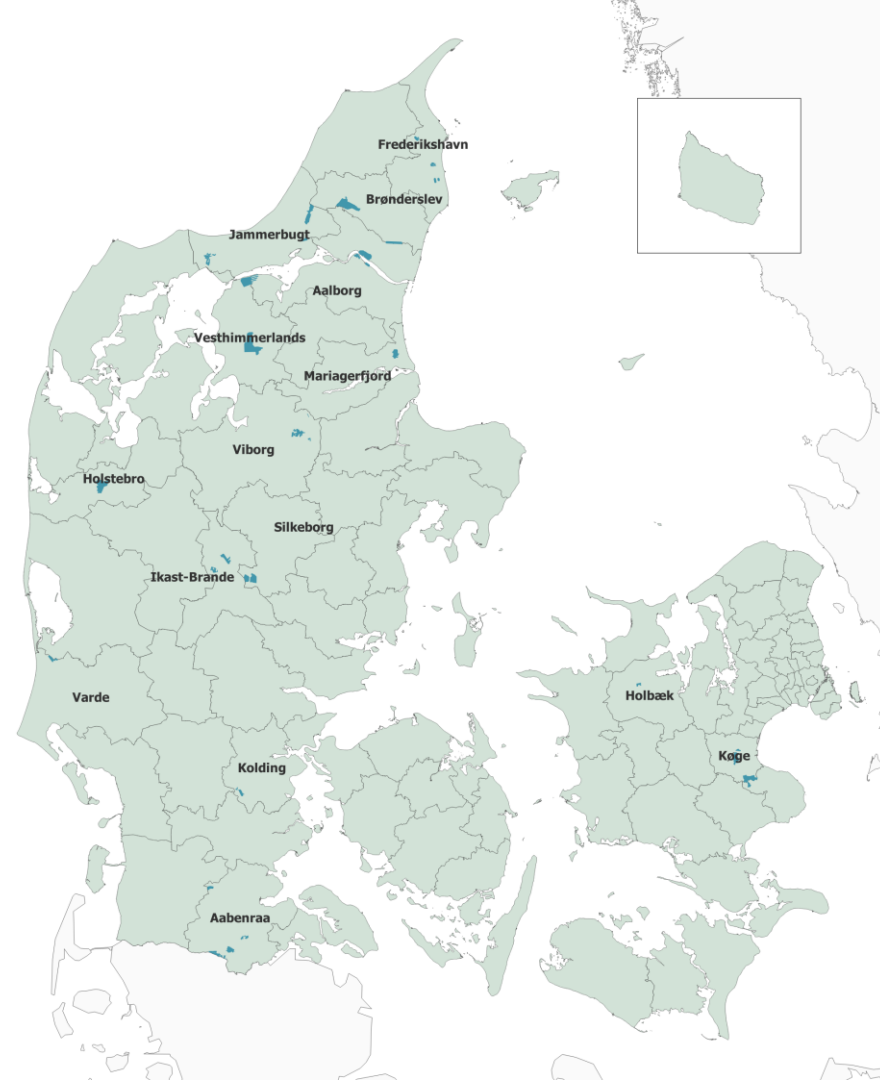 Frederikshavn
Brønderslev
Jammerbugt
Aalborg
Vesthimmerlands
Mariagerfjord
Viborg
Holstebro
Silkeborg
Ikast-Brande
Varde
Holbæk
Køge
Kolding
Aabenraa